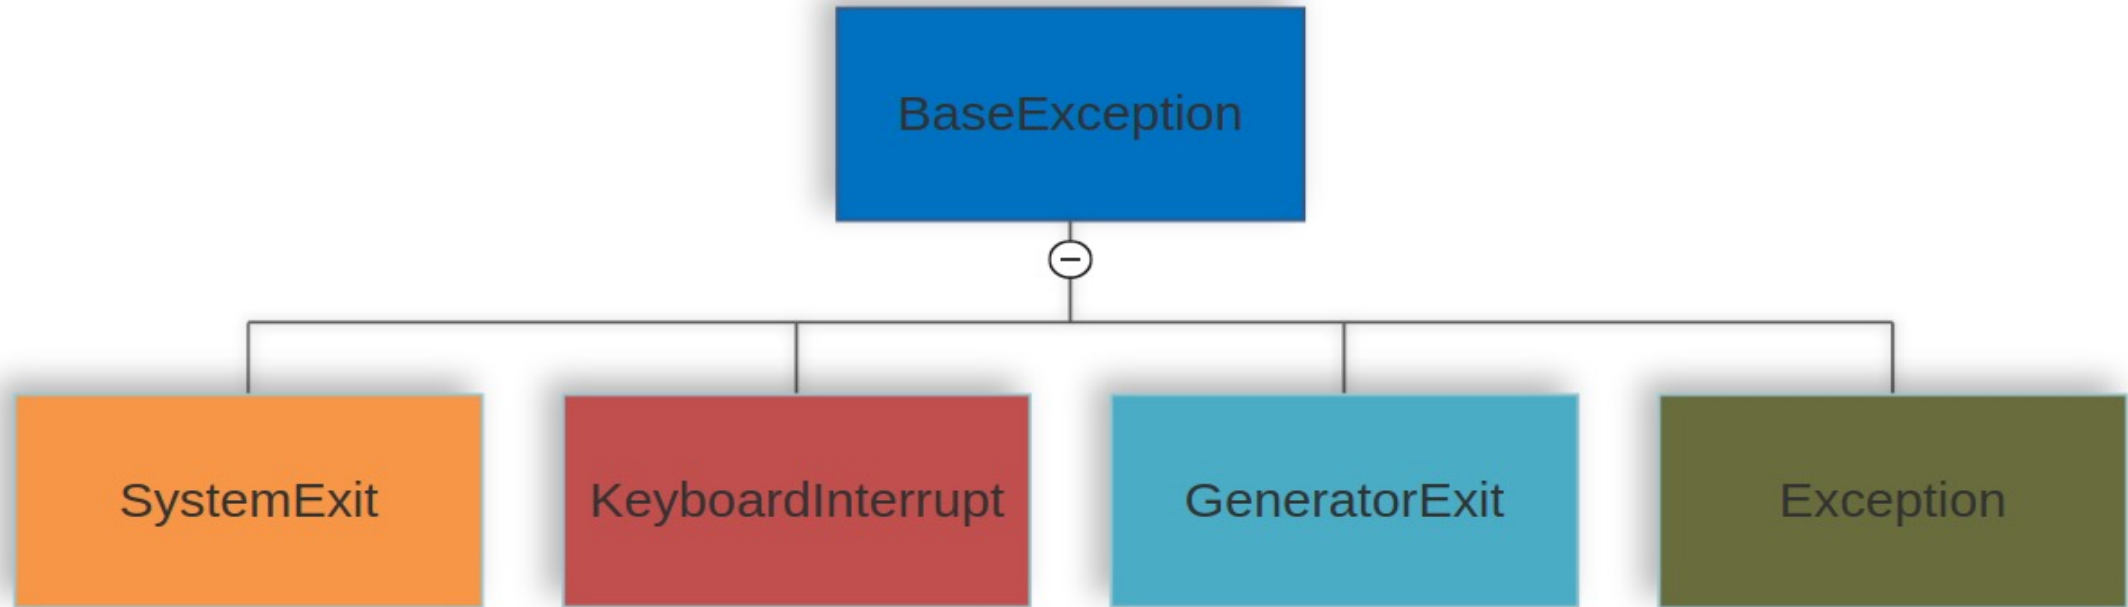 BaseException
SystemExit
KeyboardInterrupt
GeneratorExit
Exception